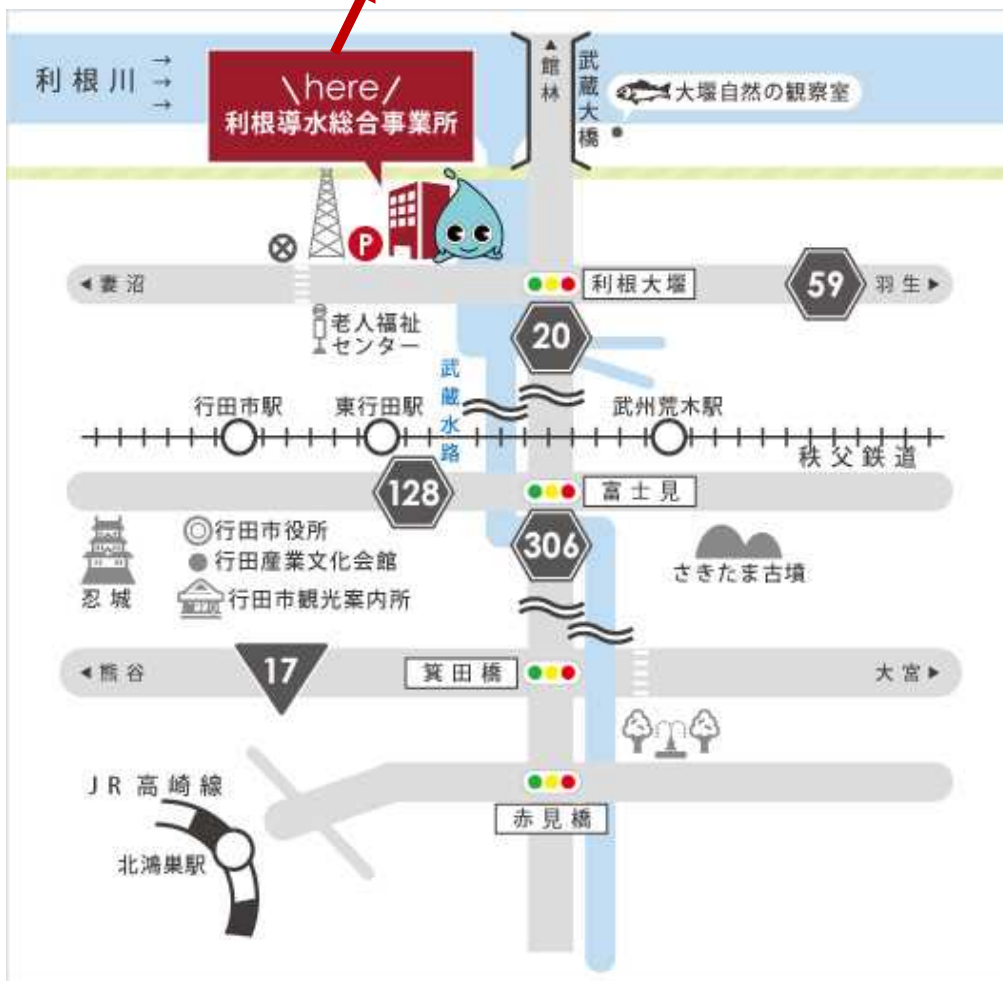 利根川
\here/
利根導水総合事業所
▲館林
武蔵大橋
大堰自然の観察室
P
◀妻沼
利根大堰
59
羽生▶
20
老人福祉
センター
武蔵水路
行田市駅
東行田駅
武州荒木駅
秩父鉄道
128
富士見
306
忍城
行田市役所
行田産業文化会館
行田市観光案内所
さきたま古墳
◀熊谷
17
箕田橋
大宮▶
JR高崎線
北鴻巣駅
赤見橋